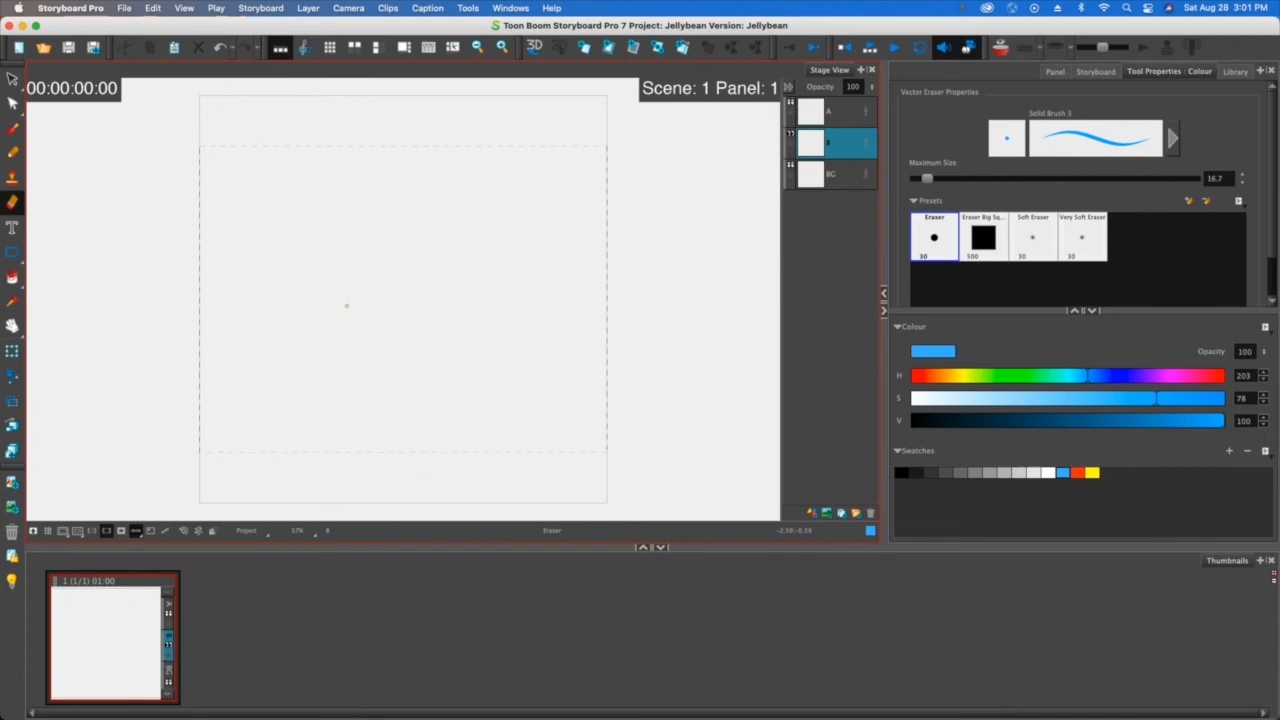 Storyboard Pro File Edit View Play Storyboard Layer Camera Clips Caption Tools Windows Help Sat Aug 28 3:01 PM
Toon Boom Storyboard Pro 7 Project: Jellybean Version: Jellybean
3D
00:00:00:00
Scene: 1 Panel: 1
Stage View
Opacity 100
A
B
BG
Panel Storyboard Tool Properties : Colour Library
Vector Eraser Properties
Solid Brush 3
Maximum Size
16.7
Presets
Eraser Eraser Big Sq... Soft Eraser Very Soft Eraser
30 500 30 30
Colour
Opacity 100
H 203
S 78
V 100
Swatches
Project 57% B Eraser -2.50:-0.39
Thumbnails
1 (1/1) 01:00
A
BG